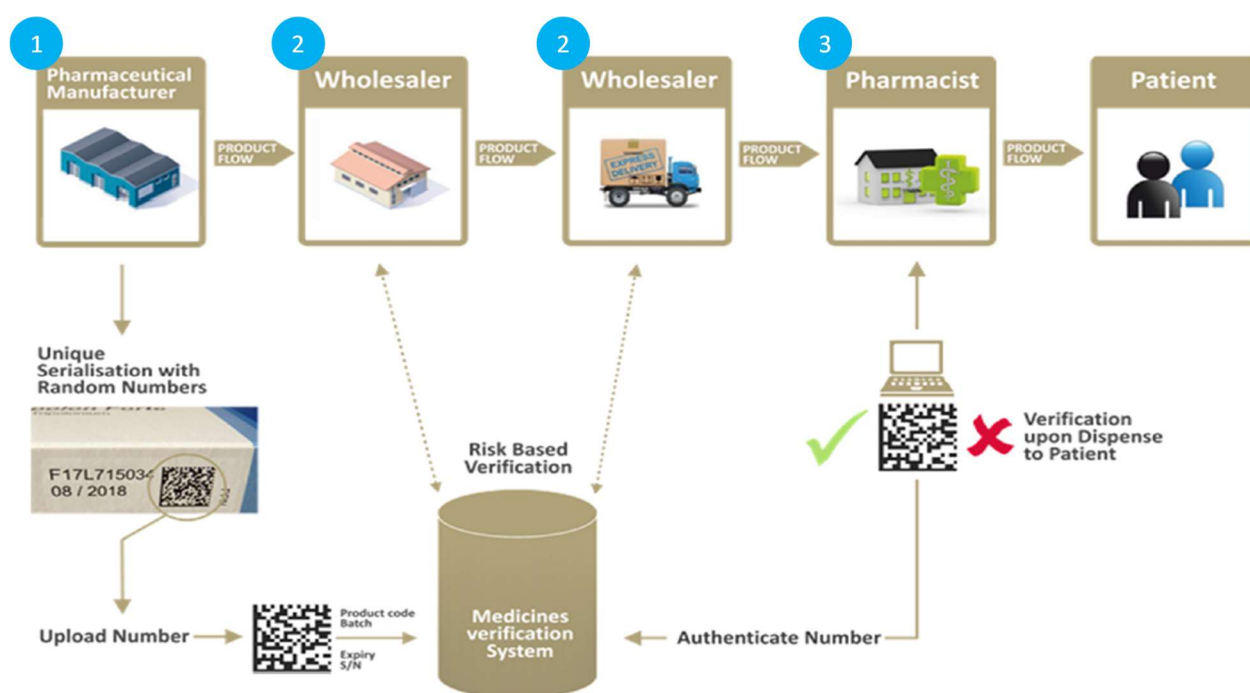 1
Pharmaceutical
Manufacturer
PRODUCT
FLOW
2
Wholesaler
PRODUCT
FLOW
2
Wholesaler
EXPRESS
DELIVERY
PRODUCT
FLOW
3
Pharmacist
PRODUCT
FLOW
Patient
Unique
Serialisation with
Random Numbers
F17L715034
08 / 2018
Upload Number
Product code
Batch
Expiry
S/N
Risk Based
Verification
Medicines
verification
System
Verification
upon Dispense
to Patient
Authenticate Number